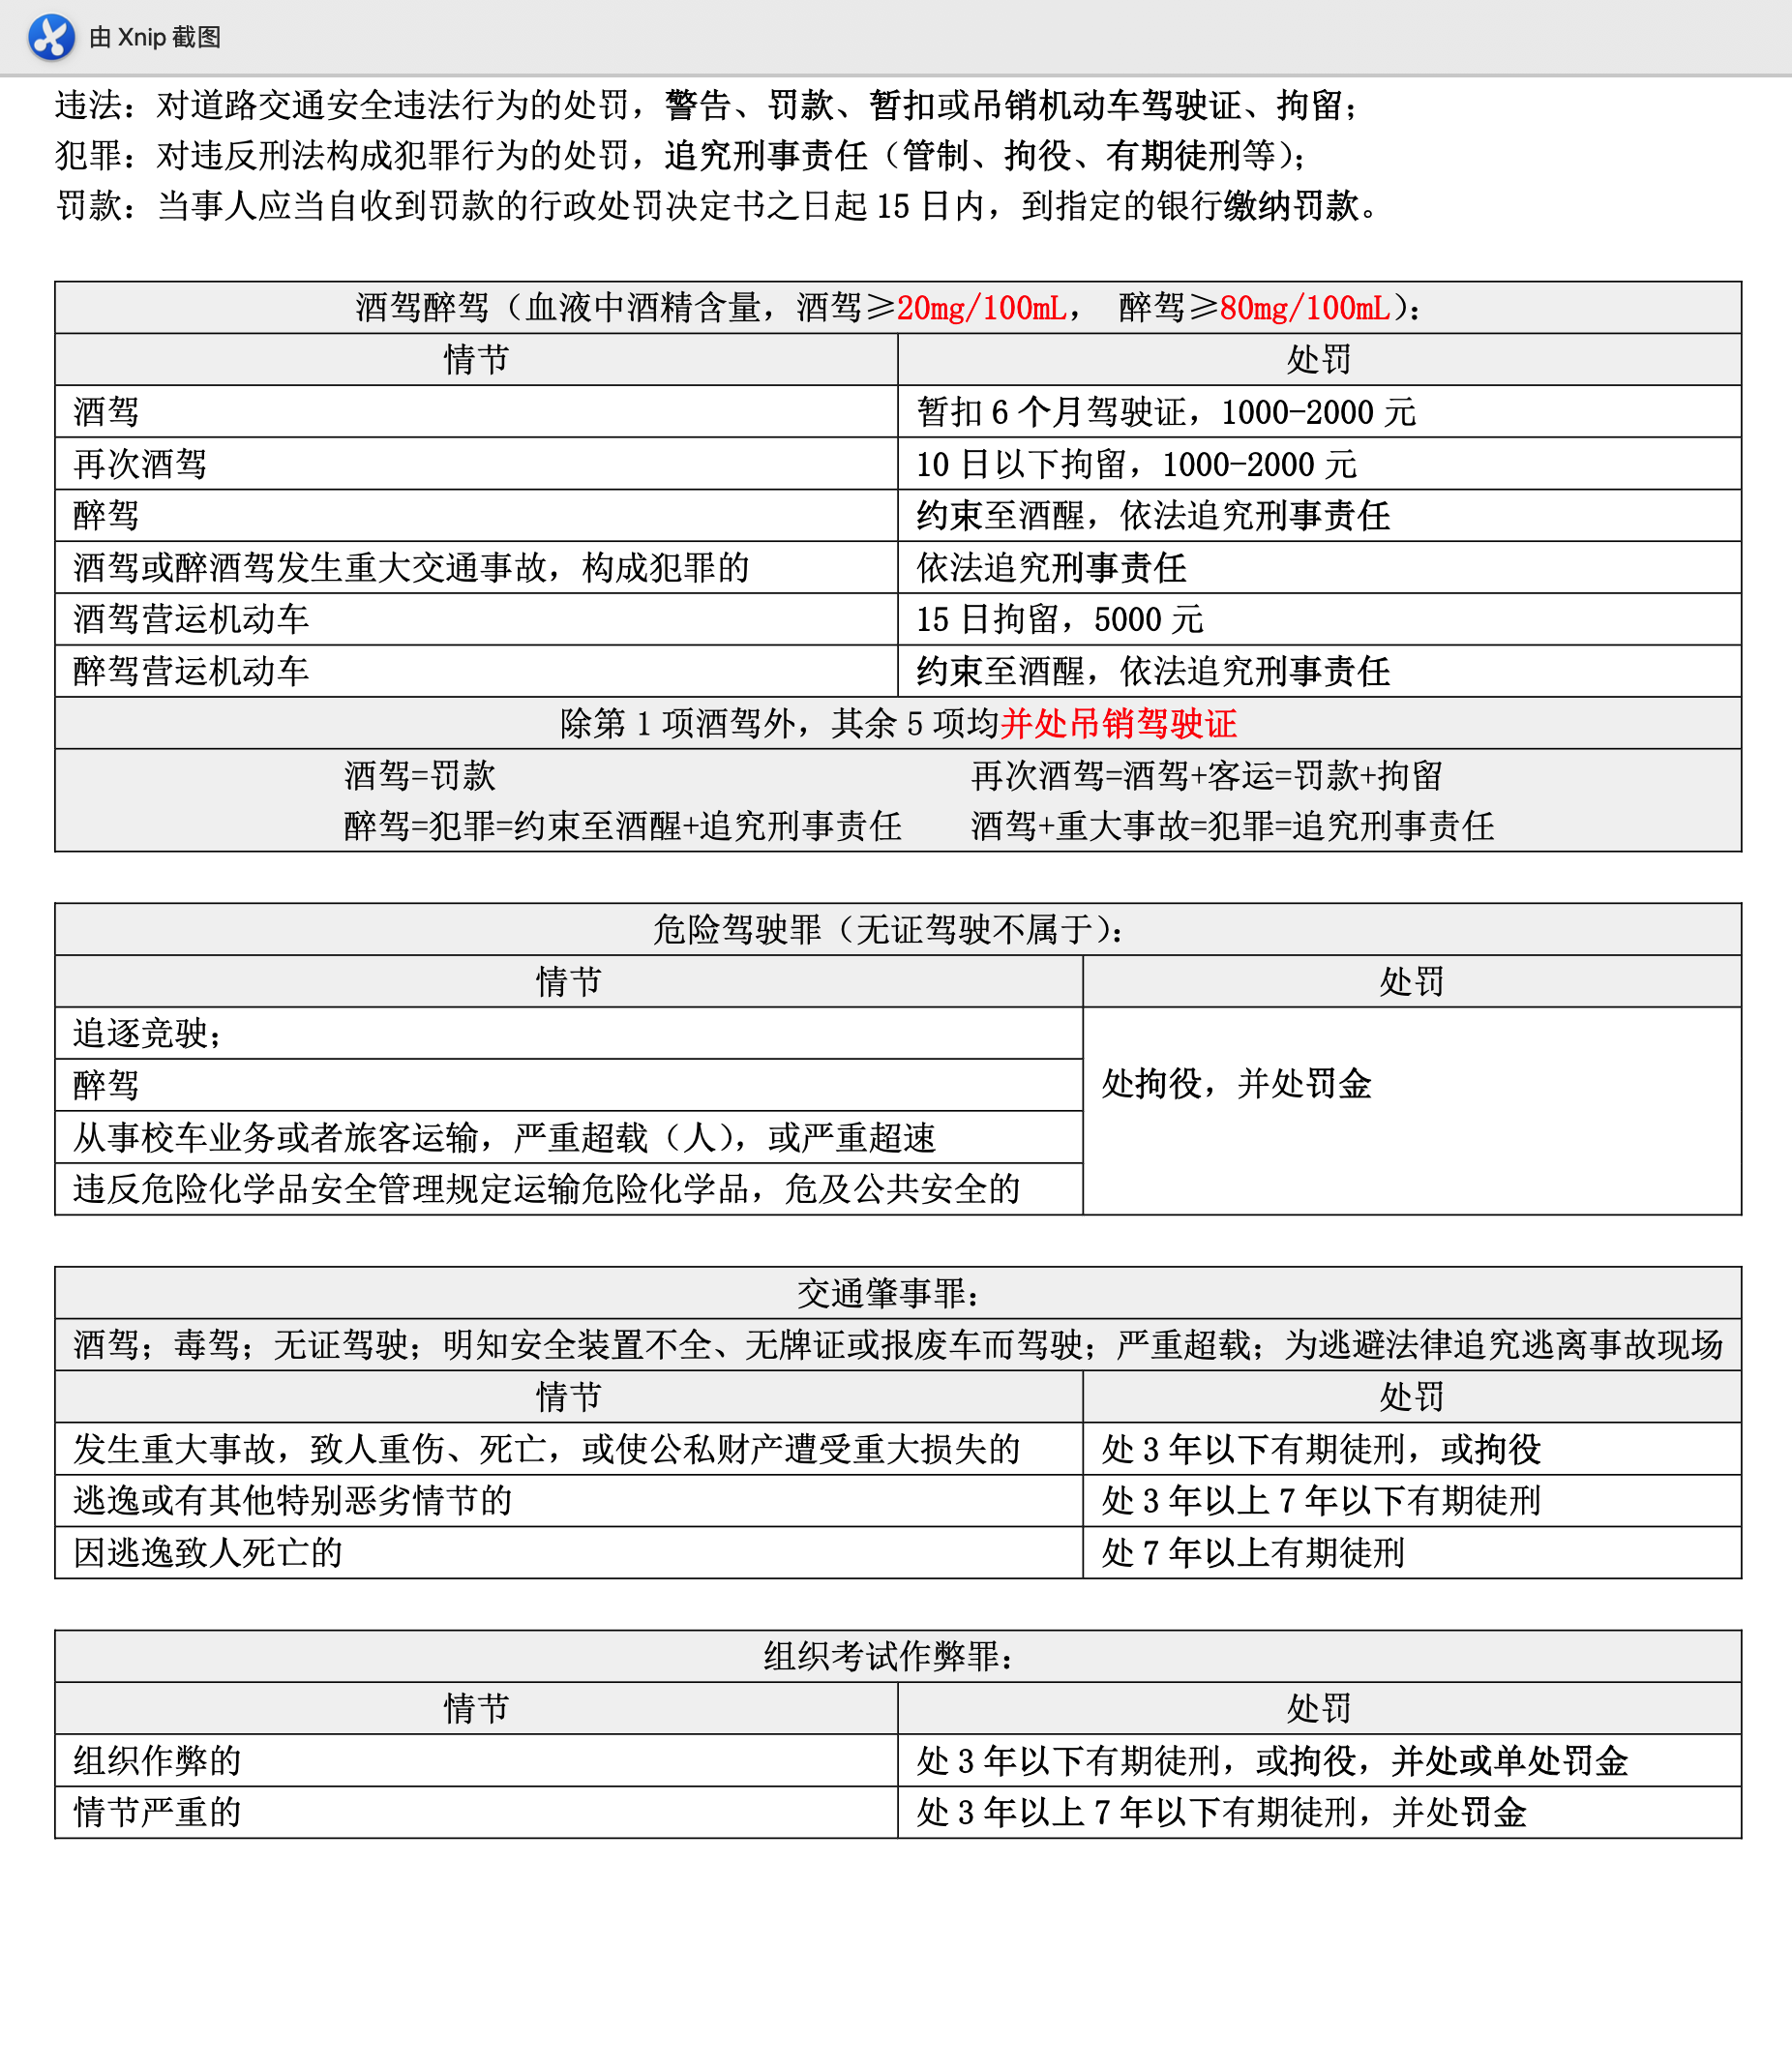 由 Xnip 截图
违法：对道路交通安全违法行为的处罚，警告、罚款、暂扣或吊销机动车驾驶证、拘留；
犯罪：对违反刑法构成犯罪行为的处罚，追究刑事责任（管制、拘役、有期徒刑等）；
罚款：当事人应当自收到罚款的行政处罚决定书之日起 15 日内，到指定的银行缴纳罚款。
酒驾醉驾（血液中酒精含量，酒驾≥20mg/100mL， 醉驾≥80mg/100mL）：
情节 处罚
酒驾 暂扣 6 个月驾驶证，1000-2000 元
再次酒驾 10 日以下拘留，1000-2000 元
醉驾 约束至酒醒，依法追究刑事责任
酒驾或醉酒驾发生重大交通事故，构成犯罪的 依法追究刑事责任
酒驾营运机动车 15 日拘留，5000 元
醉驾营运机动车 约束至酒醒，依法追究刑事责任
除第 1 项酒驾外，其余 5 项均并处吊销驾驶证
酒驾=罚款 再次酒驾=酒驾+客运=罚款+拘留
醉驾=犯罪=约束至酒醒+追究刑事责任 酒驾+重大事故=犯罪=追究刑事责任
危险驾驶罪（无证驾驶不属于）：
情节 处罚
追逐竞驶；
醉驾 处拘役，并处罚金
从事校车业务或者旅客运输，严重超载（人），或严重超速
违反危险化学品安全管理规定运输危险化学品，危及公共安全的
交通肇事罪：
酒驾；毒驾；无证驾驶；明知安全装置不全、无牌证或报废车而驾驶；严重超载；为逃避法律追究逃离事故现场
情节 处罚
发生重大事故，致人重伤、死亡，或使公私财产遭受重大损失的 处 3 年以下有期徒刑，或拘役
逃逸或有其他特别恶劣情节的 处 3 年以上 7 年以下有期徒刑
因逃逸致人死亡的 处 7 年以上有期徒刑
组织考试作弊罪：
情节 处罚
组织作弊的 处 3 年以下有期徒刑，或拘役，并处或单处罚金
情节严重的 处 3 年以上 7 年以下有期徒刑，并处罚金